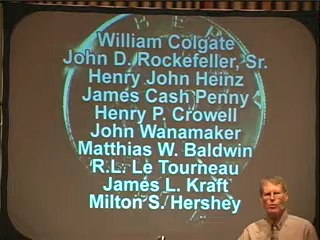 William Colgate
John D. Rockefeller, Sr.
Henry John Heinz
James Cash Penny
Henry P. Crowell
John Wanamaker
Matthias W. Baldwin
R.L. Le Tourneau
James L. Kraft
Milton S. Hershey